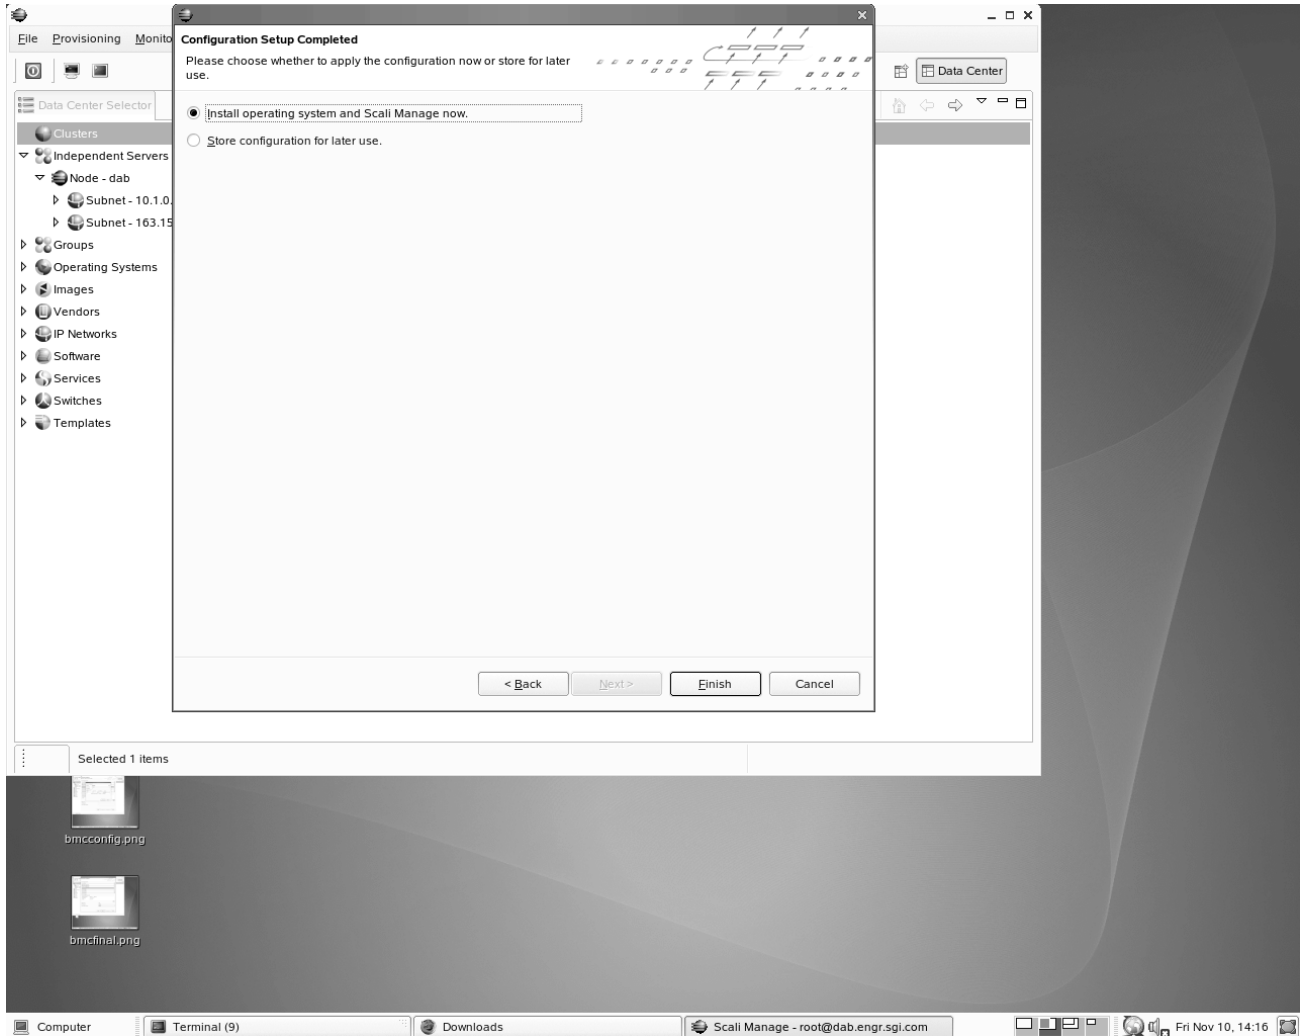 File Provisioning Monito
Configuration Setup Completed
Please choose whether to apply the configuration now or store for later
use.
Data Center
Data Center Selector
Install operating system and Scali Manage now.
Clusters
Store configuration for later use.
Independent Servers
Node - dab
Subnet - 10.1.0.
Subnet - 163.15
Groups
Operating Systems
Images
Vendors
IP Networks
Software
Services
Switches
Templates
< Back Next > Finish Cancel
Selected 1 items
bmcconfig.png
bmcfinal.png
Computer Terminal (9) Downloads Scali Manage - root@dab.engr.sgi.com Fri Nov 10, 14:16